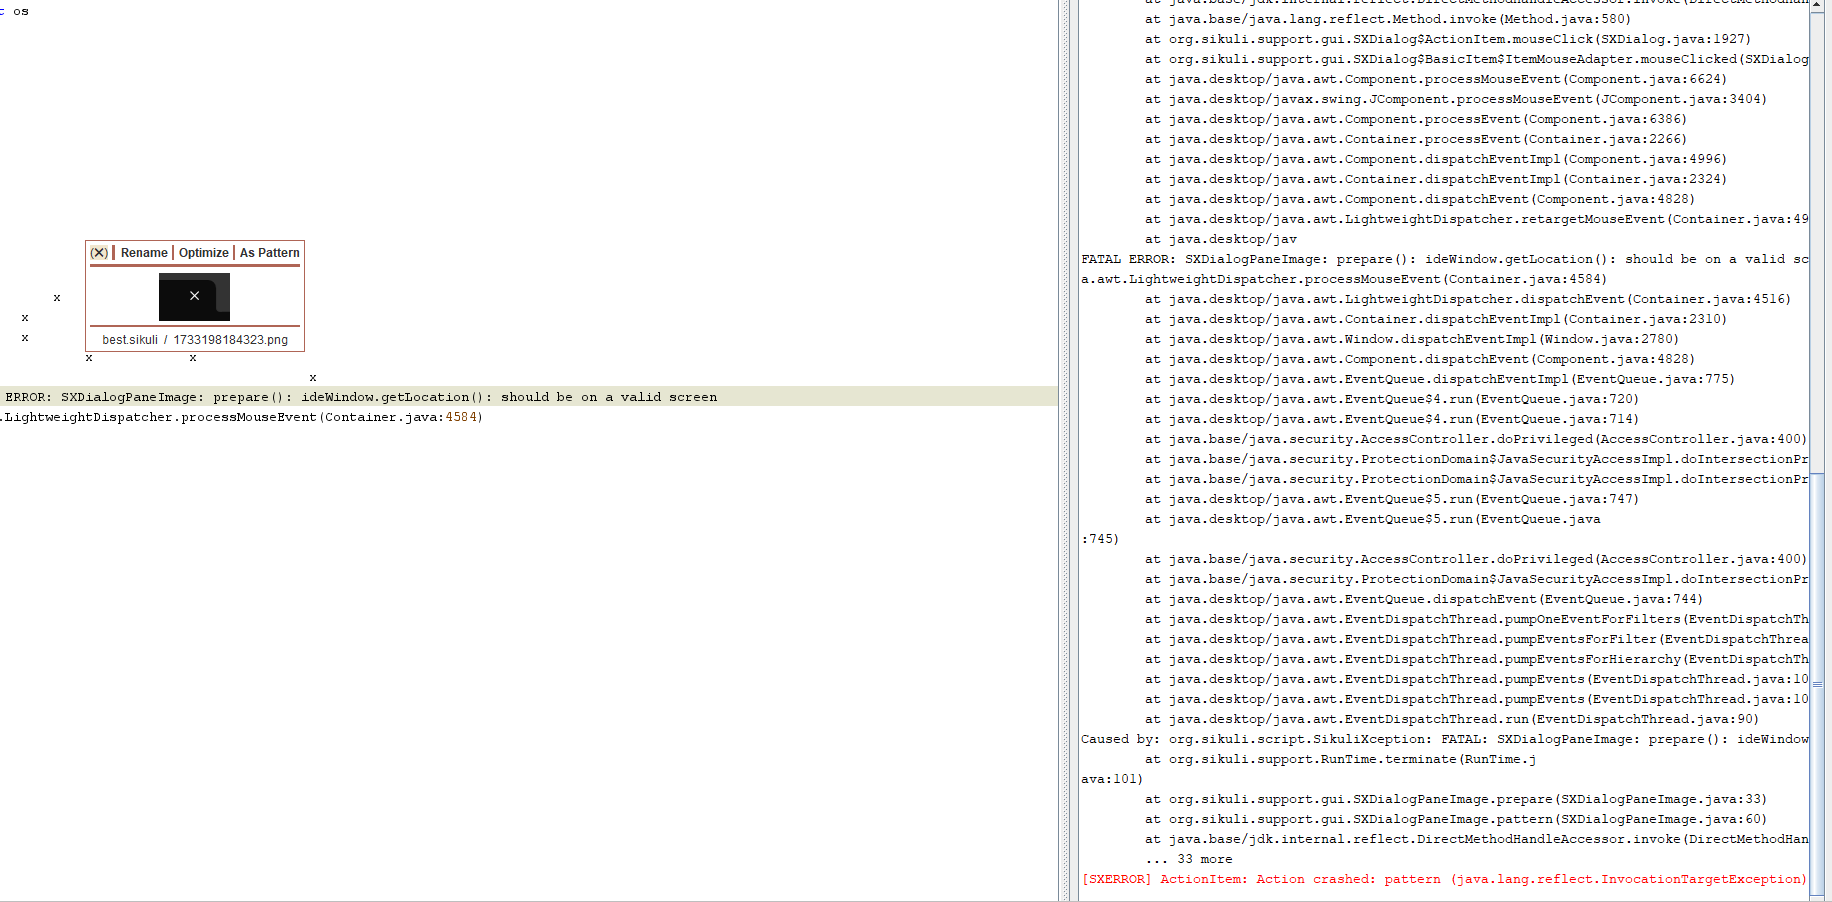 t os
(X) | Rename | Optimize | As Pattern
x
best.sikuli / 1733198184323.png
x
x
x
x
x
x
ERROR: SXDialogPaneImage: prepare(): ideWindow.getLocation(): should be on a valid screen
.LightweightDispatcher.processMouseEvent(Container.java:4584)
at java.base/jdk.internal.reflect.DirectMethodHandleAccessor.invoke(DirectMethodHan
at java.base/java.lang.reflect.Method.invoke(Method.java:580)
at org.sikuli.support.gui.SXDialog$ActionItem.mouseClick(SXDialog.java:1927)
at org.sikuli.support.gui.SXDialog$BasicItem$ItemMouseAdapter.mouseClicked(SXDialog
at java.desktop/java.awt.Component.processMouseEvent(Component.java:6624)
at java.desktop/javax.swing.JComponent.processMouseEvent(JComponent.java:3404)
at java.desktop/java.awt.Component.processEvent(Component.java:6386)
at java.desktop/java.awt.Container.processEvent(Container.java:2266)
at java.desktop/java.awt.Component.dispatchEventImpl(Component.java:4996)
at java.desktop/java.awt.Container.dispatchEventImpl(Container.java:2324)
at java.desktop/java.awt.Component.dispatchEvent(Component.java:4828)
at java.desktop/java.awt.LightweightDispatcher.retargetMouseEvent(Container.java:49
at java.desktop/jav
FATAL ERROR: SXDialogPaneImage: prepare(): ideWindow.getLocation(): should be on a valid sc
a.awt.LightweightDispatcher.processMouseEvent(Container.java:4584)
at java.desktop/java.awt.LightweightDispatcher.dispatchEvent(Container.java:4516)
at java.desktop/java.awt.Container.dispatchEventImpl(Container.java:2310)
at java.desktop/java.awt.Window.dispatchEventImpl(Window.java:2780)
at java.desktop/java.awt.Component.dispatchEvent(Component.java:4828)
at java.desktop/java.awt.EventQueue.dispatchEventImpl(EventQueue.java:775)
at java.desktop/java.awt.EventQueue$4.run(EventQueue.java:720)
at java.desktop/java.awt.EventQueue$4.run(EventQueue.java:714)
at java.base/java.security.AccessController.doPrivileged(AccessController.java:400)
at java.base/java.security.ProtectionDomain$JavaSecurityAccessImpl.doIntersectionPr
at java.base/java.security.ProtectionDomain$JavaSecurityAccessImpl.doIntersectionPr
at java.desktop/java.awt.EventQueue$5.run(EventQueue.java:747)
at java.desktop/java.awt.EventQueue$5.run(EventQueue.java
:745)
at java.base/java.security.AccessController.doPrivileged(AccessController.java:400)
at java.base/java.security.ProtectionDomain$JavaSecurityAccessImpl.doIntersectionPr
at java.desktop/java.awt.EventQueue.dispatchEvent(EventQueue.java:744)
at java.desktop/java.awt.EventDispatchThread.pumpOneEventForFilters(EventDispatchTh
at java.desktop/java.awt.EventDispatchThread.pumpEventsForFilter(EventDispatchThrea
at java.desktop/java.awt.EventDispatchThread.pumpEventsForHierarchy(EventDispatchTh
at java.desktop/java.awt.EventDispatchThread.pumpEvents(EventDispatchThread.java:10
at java.desktop/java.awt.EventDispatchThread.pumpEvents(EventDispatchThread.java:10
at java.desktop/java.awt.EventDispatchThread.run(EventDispatchThread.java:90)
Caused by: org.sikuli.script.SikuliXception: FATAL: SXDialogPaneImage: prepare(): ideWindow
at org.sikuli.support.RunTime.terminate(RunTime.j
ava:101)
at org.sikuli.support.gui.SXDialogPaneImage.prepare(SXDialogPaneImage.java:33)
at org.sikuli.support.gui.SXDialogPaneImage.pattern(SXDialogPaneImage.java:60)
at java.base/jdk.internal.reflect.DirectMethodHandleAccessor.invoke(DirectMethodHan
... 33 more
[SXERROR] ActionItem: Action crashed: pattern (java.lang.reflect.InvocationTargetException)